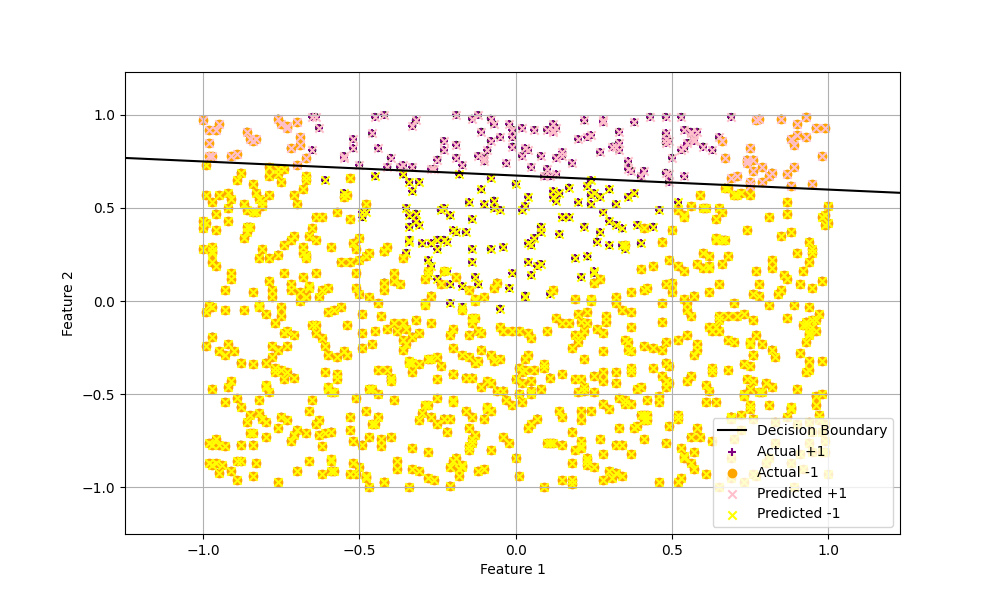 1.0
0.5
0.0
−0.5
−1.0
Feature 2
Decision Boundary
Actual +1
Actual -1
Predicted +1
Predicted -1
−1.0 −0.5 0.0 0.5 1.0
Feature 1